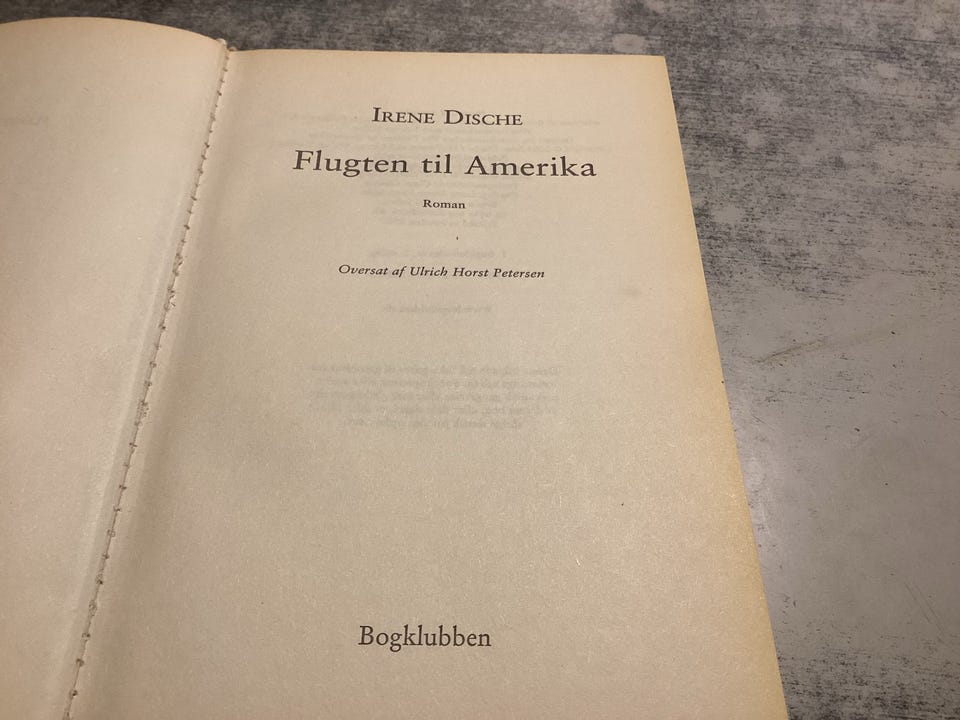 IRENE DISCHE
Flugten til Amerika
Roman
Oversat af Ulrich Horst Petersen
Bogklubben